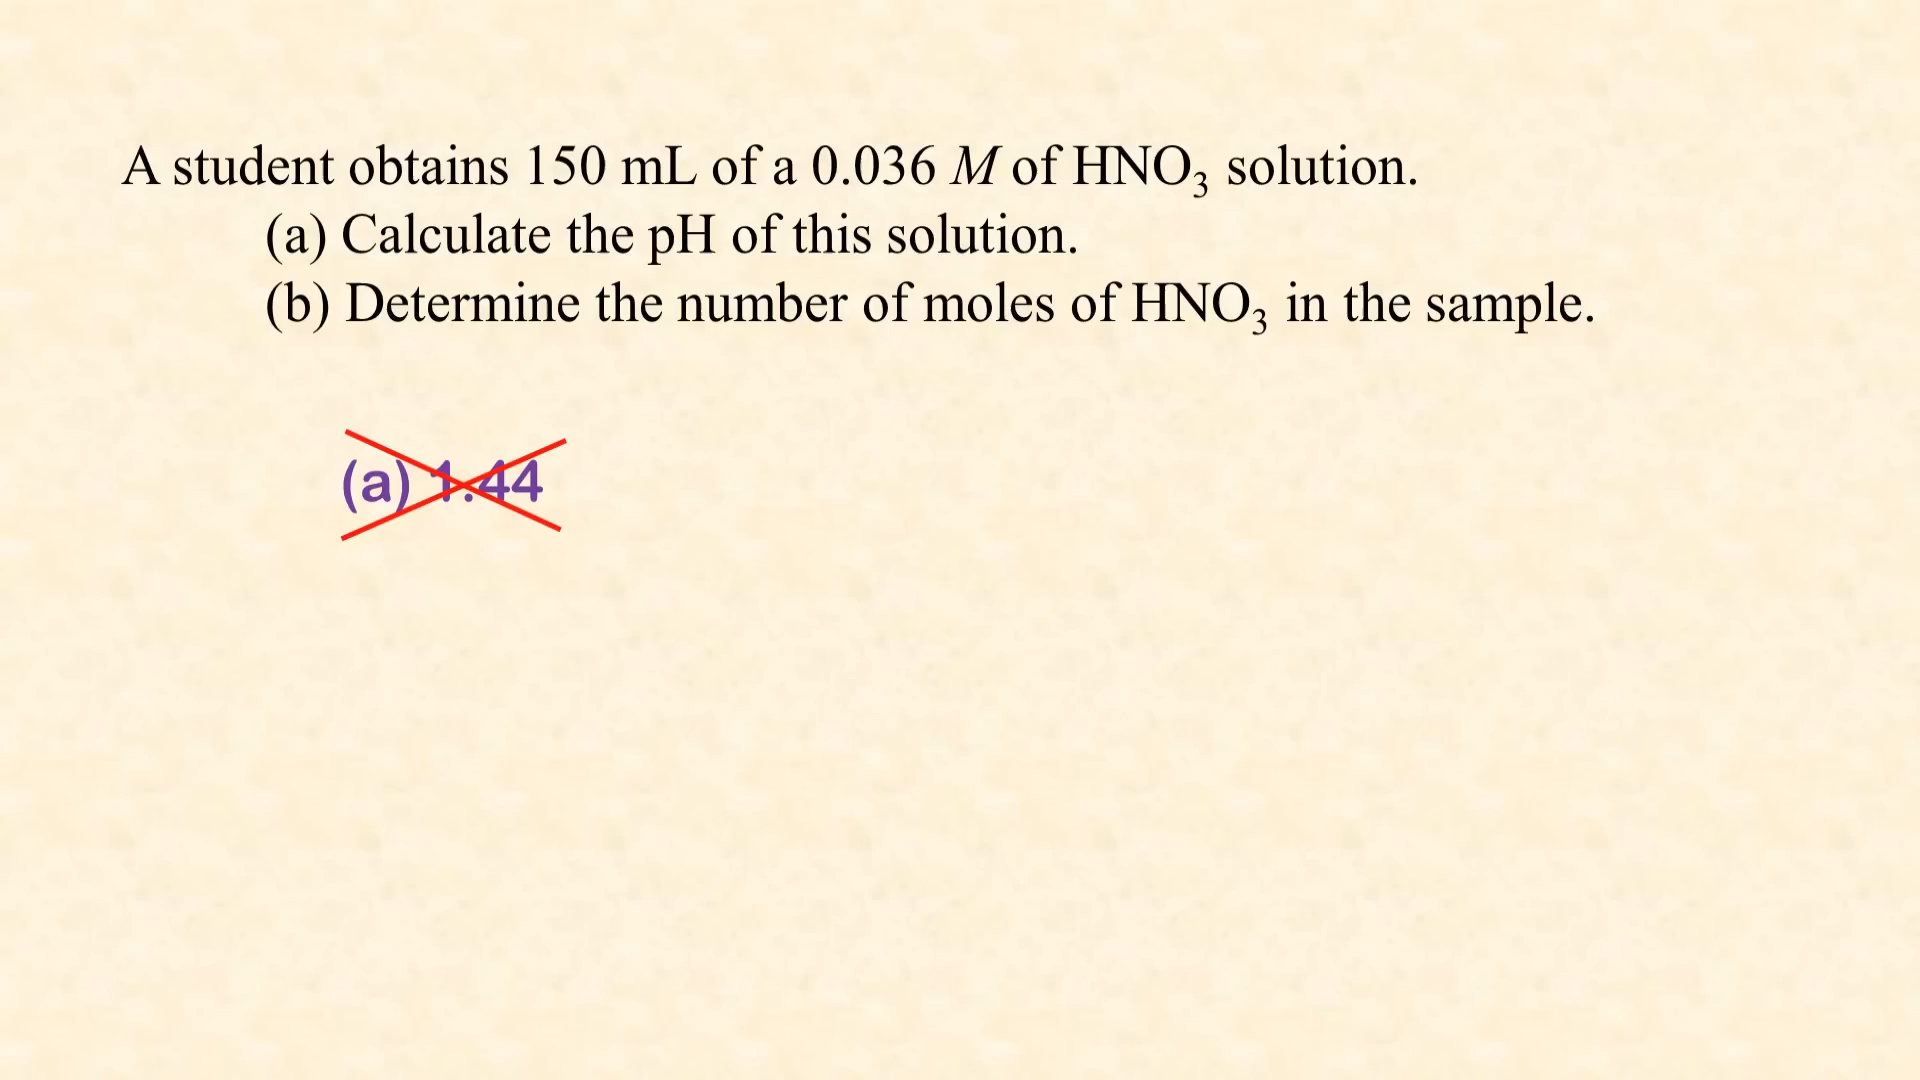 A student obtains 150 mL of a 0.036 M of HNO₃ solution.
(a) Calculate the pH of this solution.
(b) Determine the number of moles of HNO₃ in the sample.
(a) 1.44